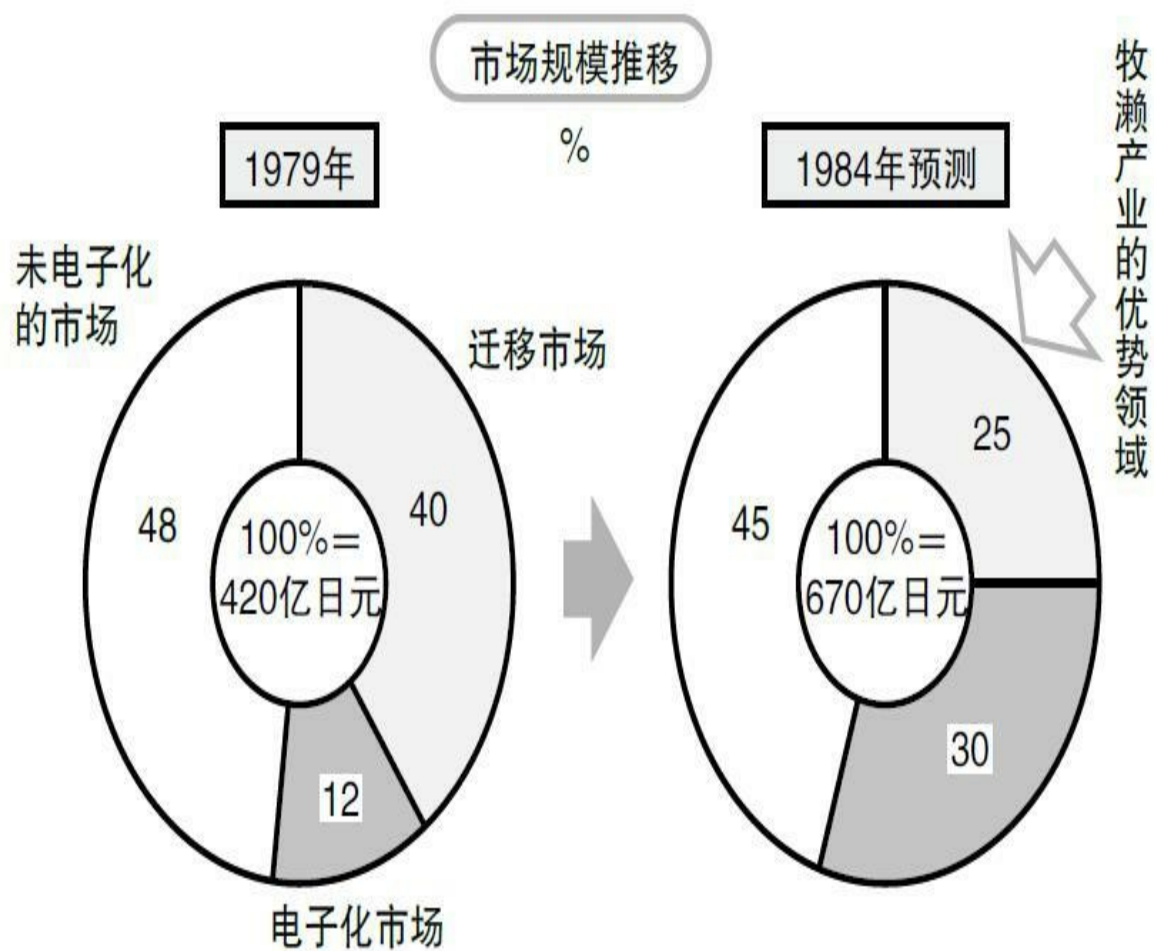 市场规模推移
%
1979年
1984年预测
牧濑产业的优势领域
未电子化
的市场
迁移市场
48
40
100%=
420亿日元
12
电子化市场
25
45
100%=
670亿日元
30